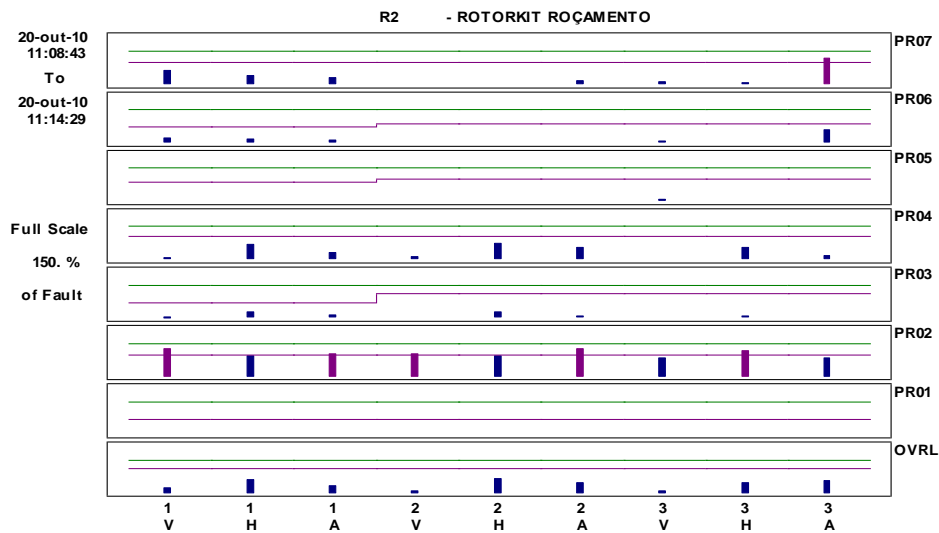 R2 - ROTORKIT ROÇAMENTO
20-out-10
11:08:43
To
20-out-10
11:14:29
Full Scale
150. %
of Fault
PR07
PR06
PR05
PR04
PR03
PR02
PR01
OVRL
1 1 1 2 2 2 3 3 3
V H A V H A V H A